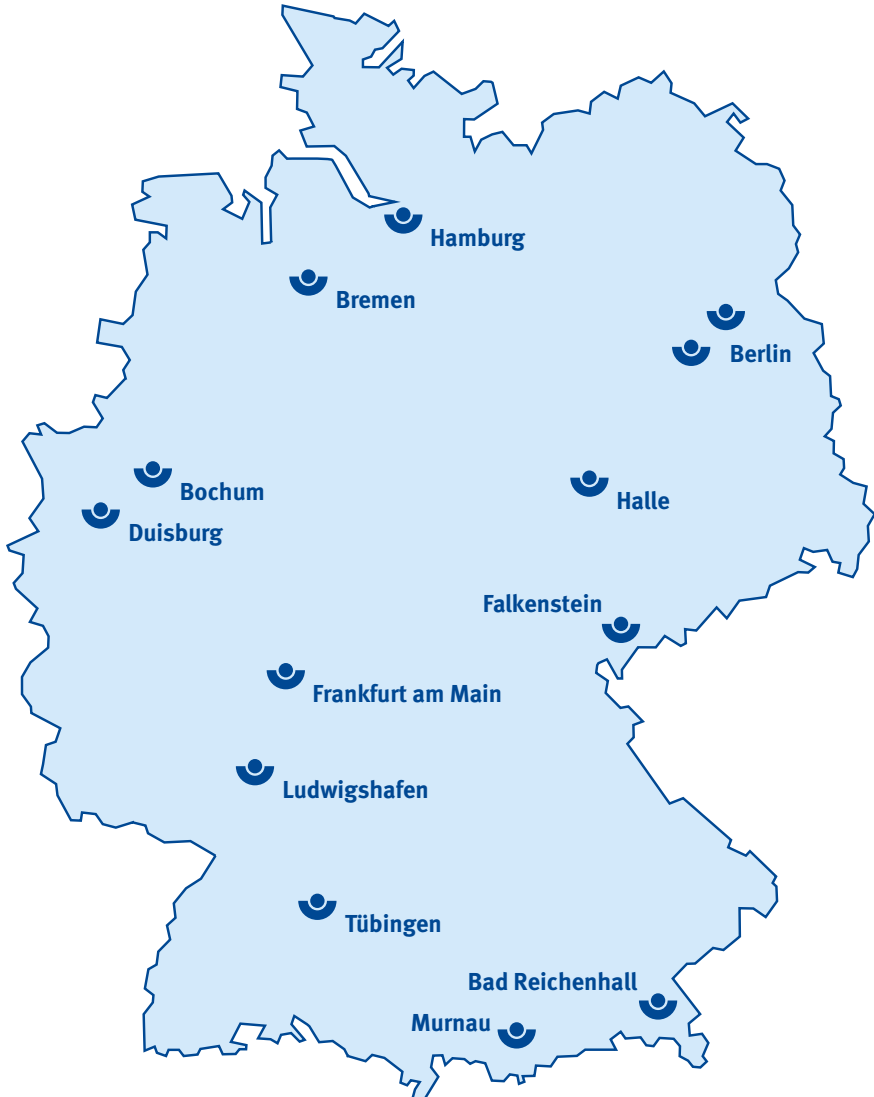 Hamburg
Bremen
Berlin
Bochum
Halle
Duisburg
Falkenstein
Frankfurt am Main
Ludwigshafen
Tübingen
Bad Reichenhall
Murnau